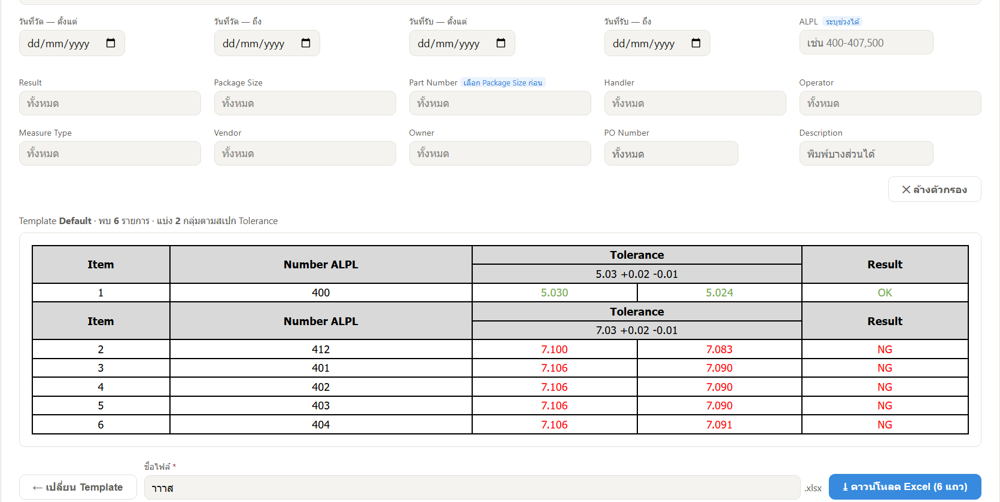 วันที่วัด — ตั้งแต่ วันที่วัด — ถึง วันที่รับ — ตั้งแต่ วันที่รับ — ถึง ALPL ระบุช่วงได้
dd/mm/yyyy dd/mm/yyyy dd/mm/yyyy dd/mm/yyyy เช่น 400-407,500
Result Package Size Part Number เลือก Package Size ก่อน Handler Operator
ทั้งหมด ทั้งหมด ทั้งหมด ทั้งหมด ทั้งหมด
Measure Type Vendor Owner PO Number Description
ทั้งหมด ทั้งหมด ทั้งหมด ทั้งหมด พิมพ์บางส่วนได้
✕ ล้างตัวกรอง
Template Default · พบ 6 รายการ · แบ่ง 2 กลุ่มตามสเปก Tolerance
Item Number ALPL Tolerance Result
5.03 +0.02 -0.01
1 400 5.030 5.024 OK
Item Number ALPL Tolerance Result
7.03 +0.02 -0.01
2 412 7.100 7.083 NG
3 401 7.106 7.090 NG
4 402 7.106 7.090 NG
5 403 7.106 7.090 NG
6 404 7.106 7.091 NG
ชื่อไฟล์ *
← เปลี่ยน Template วาาส .xlsx ⤓ ดาวน์โหลด Excel (6 แถว)